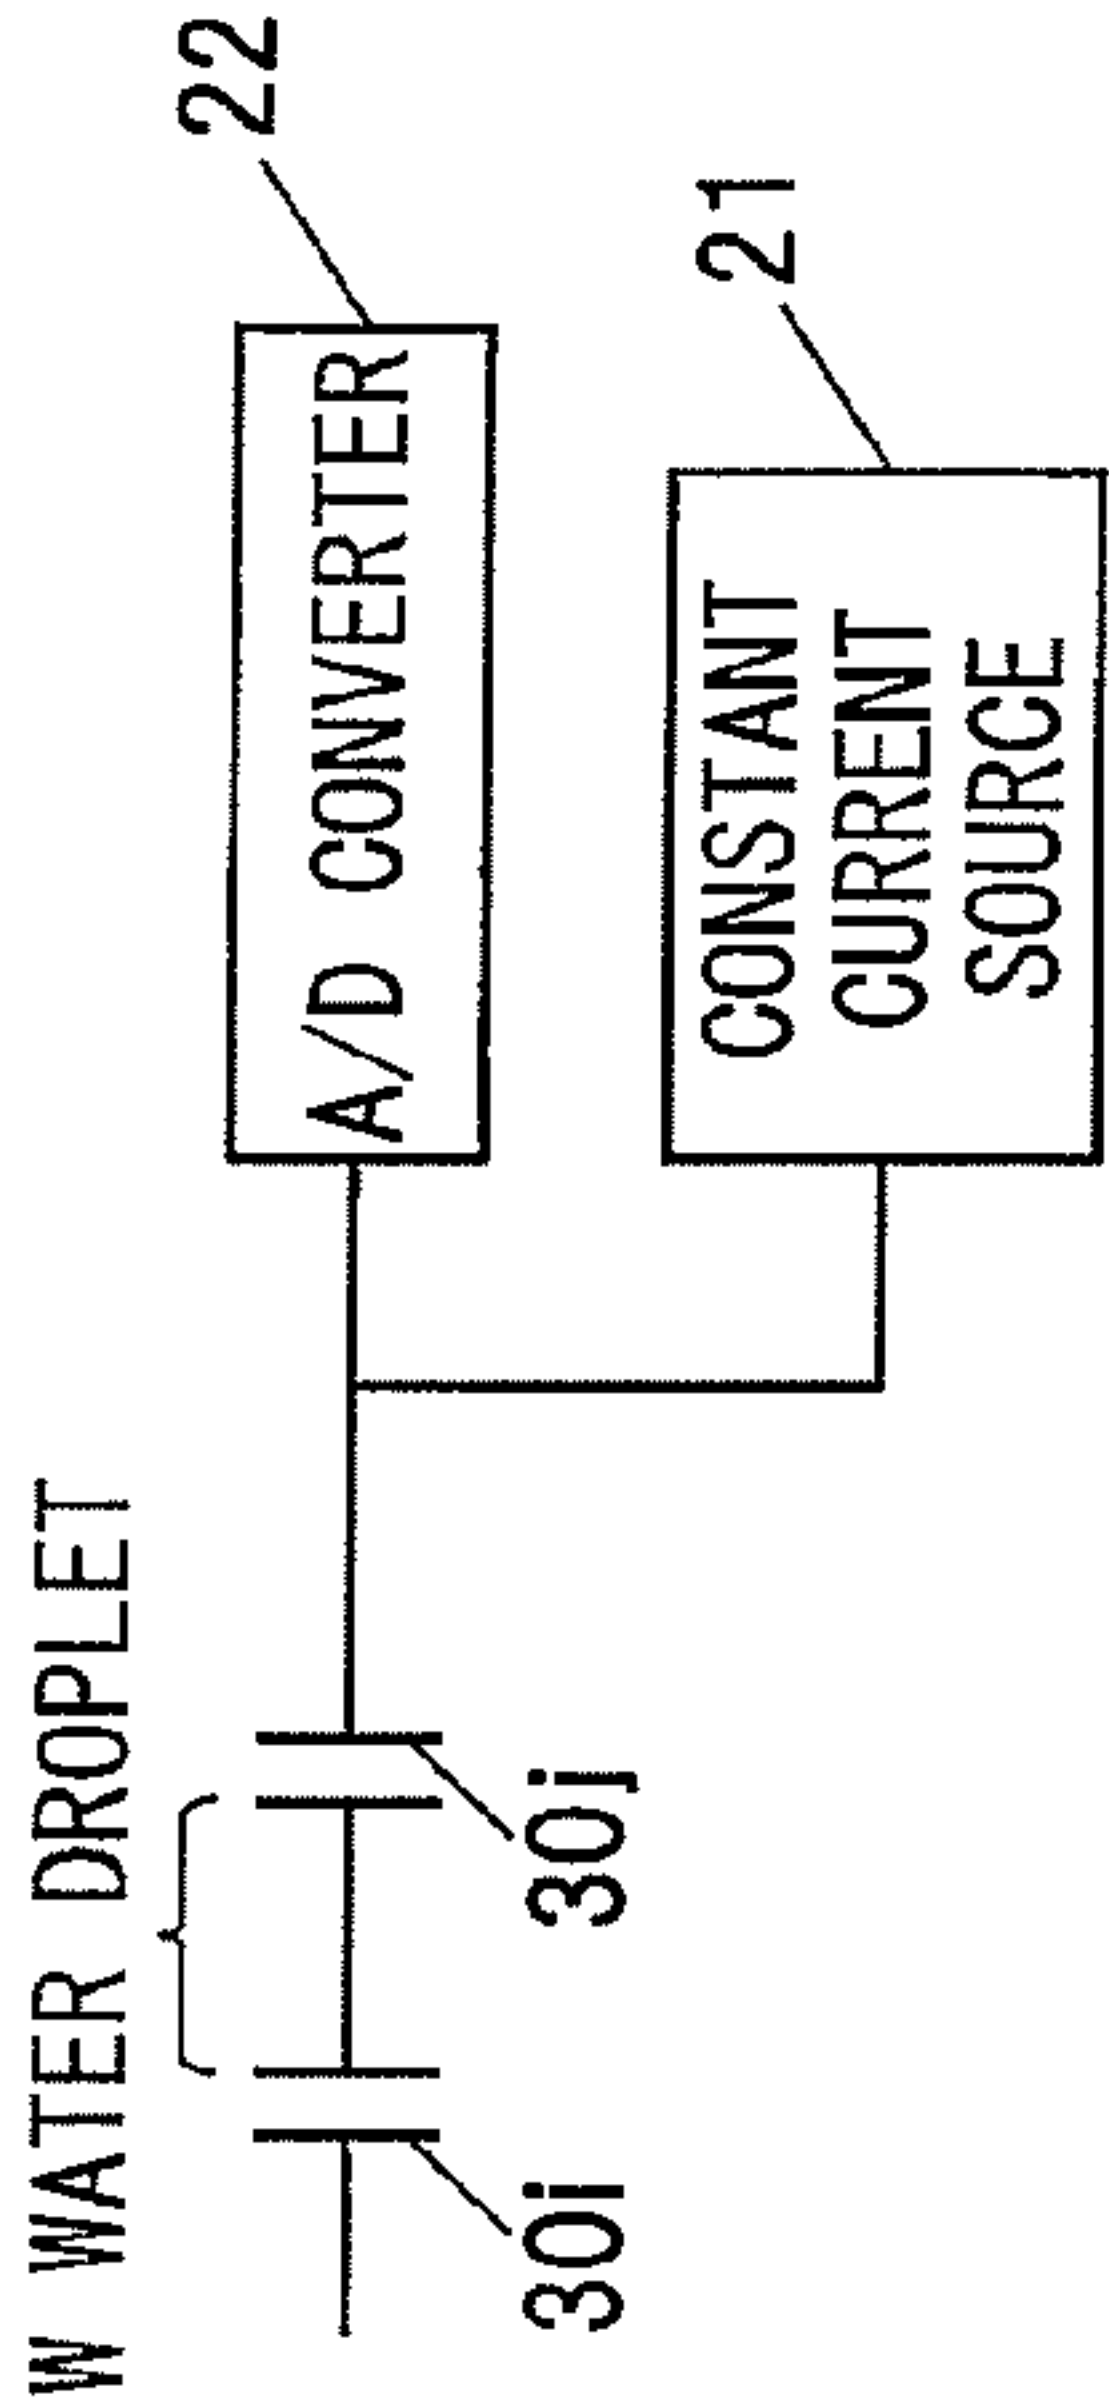 W WATER DROPLET
22
A/D CONVERTER
21
CONSTANT
CURRENT
SOURCE
30i
30j